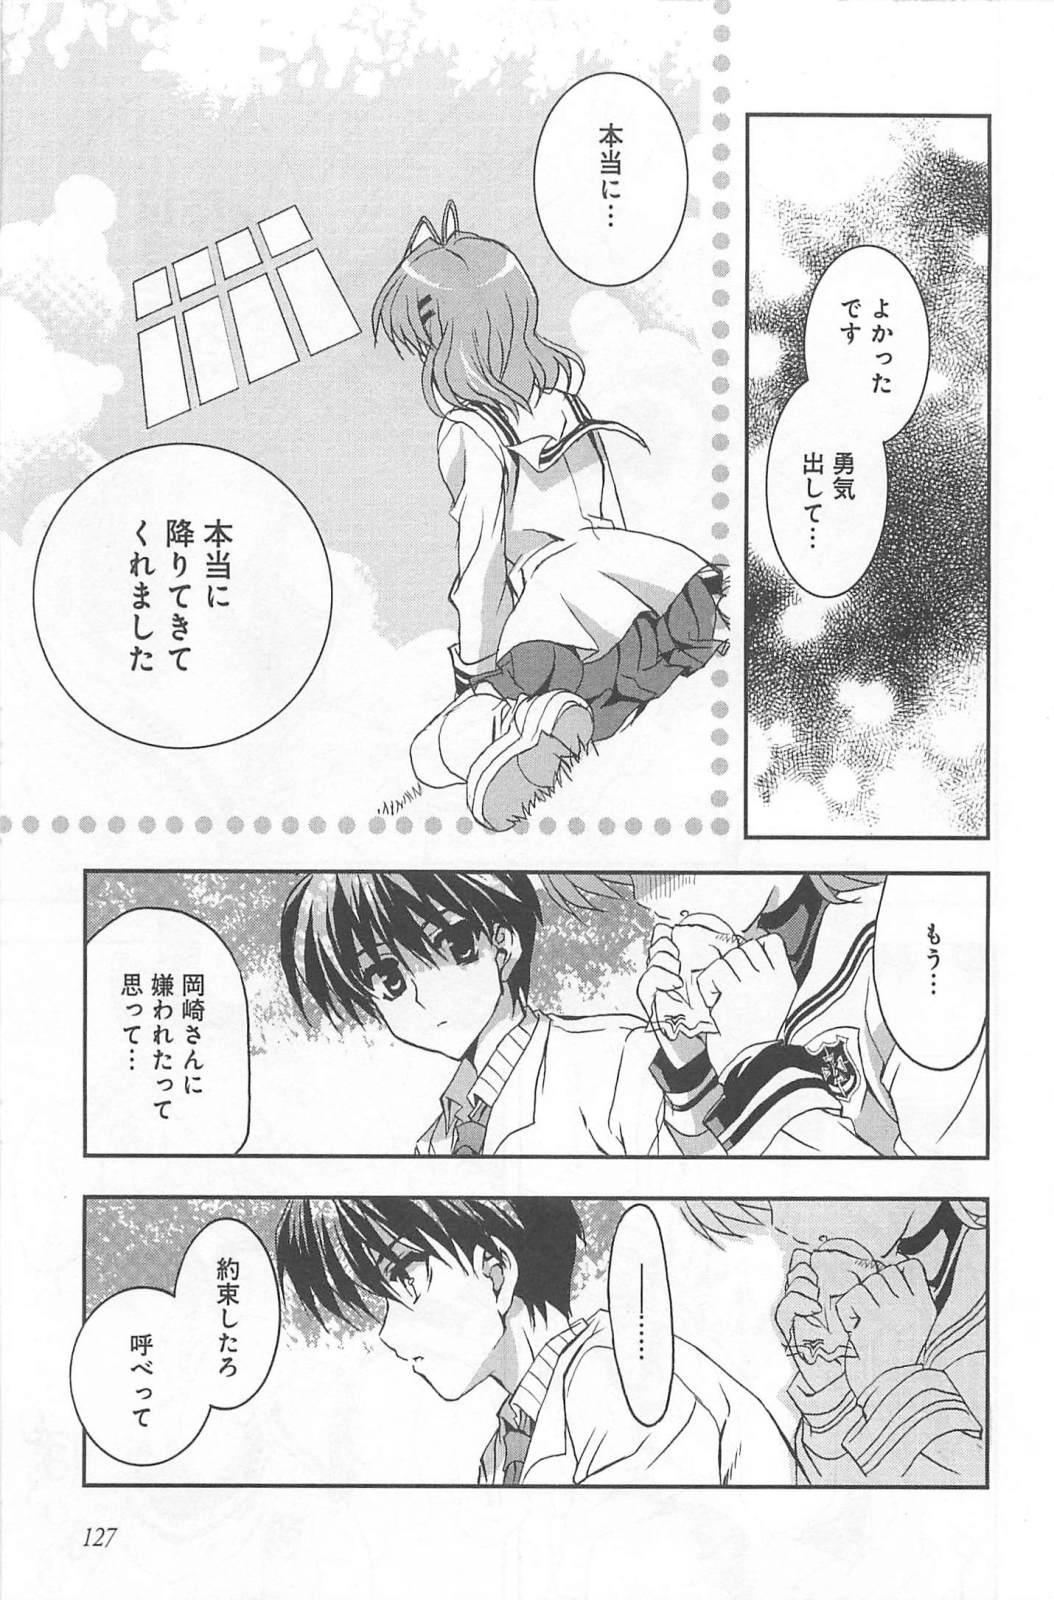 よかった
です
勇気
出して…
本当に…
本当に
降りてきて
くれました
もう…
岡崎さんに
嫌われたって
思って…
―……
約束したろ
呼べって
127